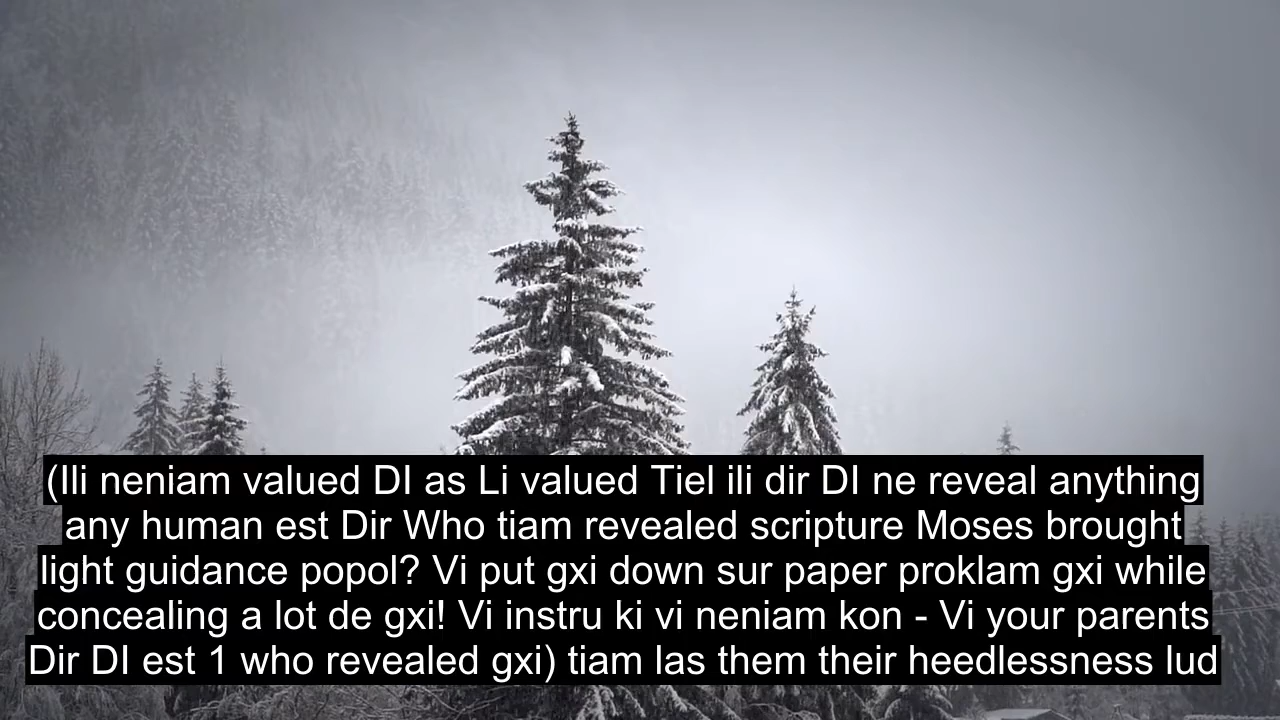 (Ili neniam valued DI as Li valued Tiel ili dir DI ne reveal anything
any human est Dir Who tiam revealed scripture Moses brought
light guidance popol? Vi put gxi down sur paper proklam gxi while
concealing a lot de gxi! Vi instru ki vi neniam kon - Vi your parents
Dir DI est 1 who revealed gxi) tiam las them their heedlessness lud